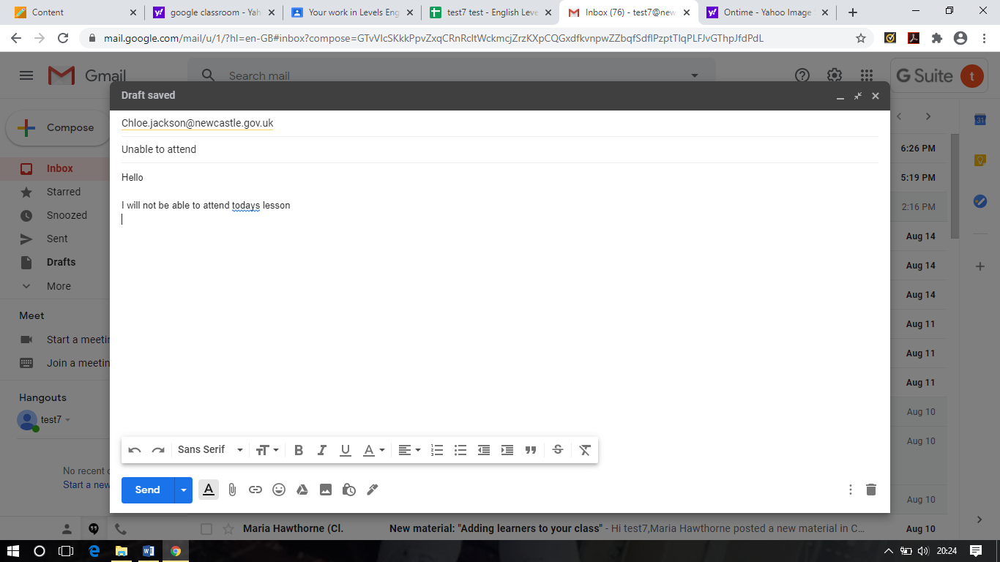 Content
google classroom - Yah
Your work in Levels Eng
test7 test - English Leve
Inbox (76) - test7@new
Ontime - Yahoo Image
mail.google.com/mail/u/1/?hl=en-GB#inbox?compose=GTvVlcSKkkPpvZxqCRnRcltWckmcjZrzKXpCQGxdfkvnpwZZbqfSdflPzptTlqPLFJvGThpJfdPdL
Gmail
Search mail
G Suite
t
Draft saved
Compose
Chloe.jackson@newcastle.gov.uk
31
Unable to attend
6:26 PM
Inbox
Hello
5:19 PM
Starred
I will not be able to attend todays lesson
2:16 PM
Snoozed
Sent
Aug 14
Drafts
Aug 14
More
Aug 14
Meet
Aug 11
Start a meetin
Aug 11
Join a meetin
Aug 11
Hangouts
Aug 10
test7
Aug 10
Sans Serif
No recent c
Start a new
Send
Aug 10
Maria Hawthorne (Cl.
New material: "Adding learners to your class" - Hi test7,Maria Hawthorne posted a new material in C...
Aug 10
20:24